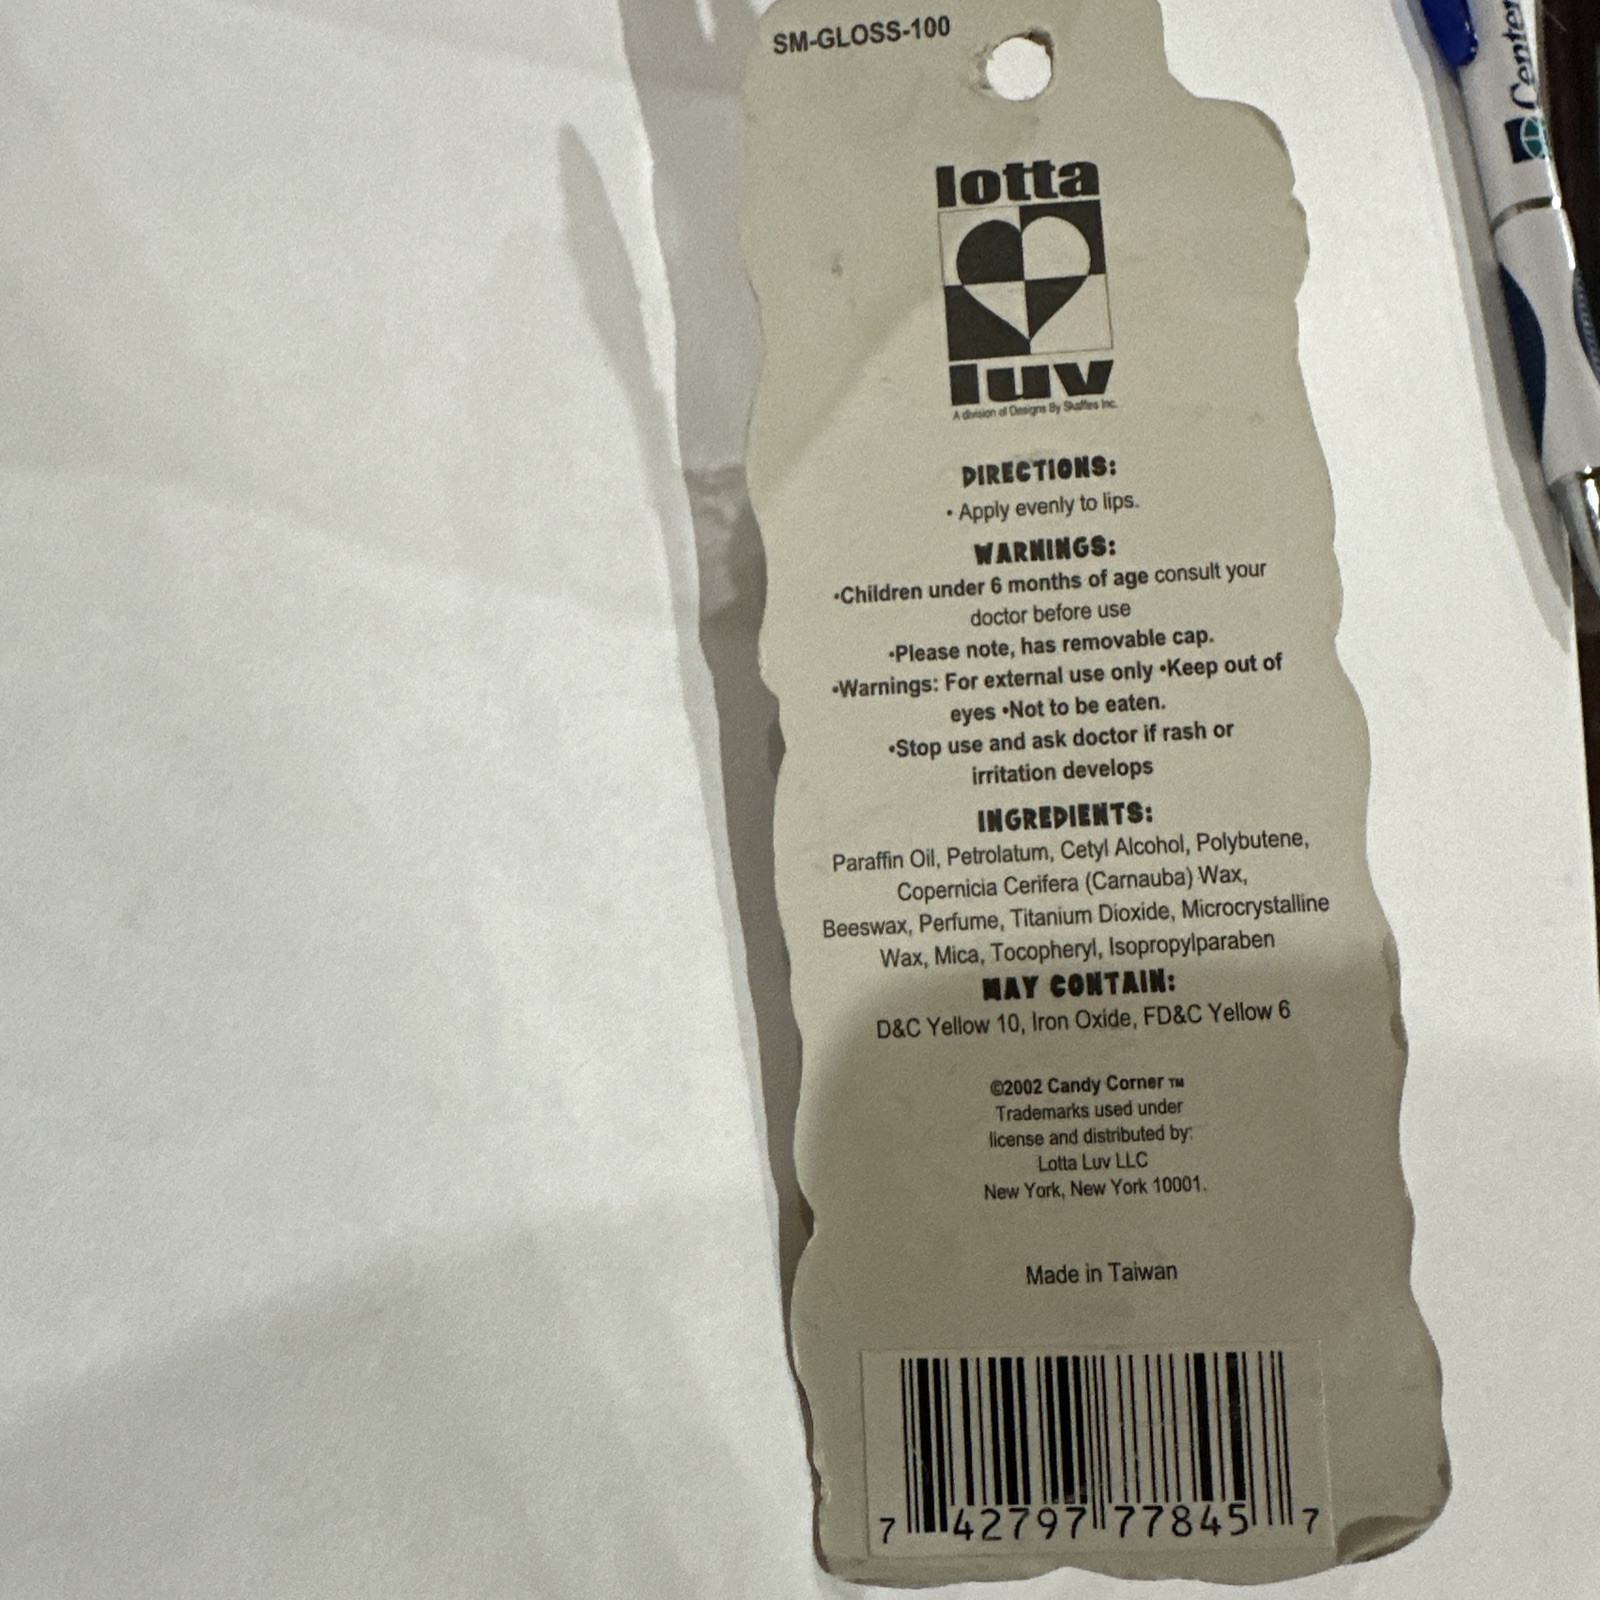 SM-GLOSS-100
lotta
luv
A division of Designs By Skaffles Inc.
DIRECTIONS:
• Apply evenly to lips.
WARNINGS:
•Children under 6 months of age consult your
doctor before use
•Please note, has removable cap.
•Warnings: For external use only •Keep out of
eyes •Not to be eaten.
•Stop use and ask doctor if rash or
irritation develops
INGREDIENTS:
Paraffin Oil, Petrolatum, Cetyl Alcohol, Polybutene,
Copernicia Cerifera (Carnauba) Wax,
Beeswax, Perfume, Titanium Dioxide, Microcrystalline
Wax, Mica, Tocopheryl, Isopropylparaben
MAY CONTAIN:
D&C Yellow 10, Iron Oxide, FD&C Yellow 6
©2002 Candy Corner ™
Trademarks used under
license and distributed by:
Lotta Luv LLC
New York, New York 10001.
Made in Taiwan
7 42797 77845 7
Center